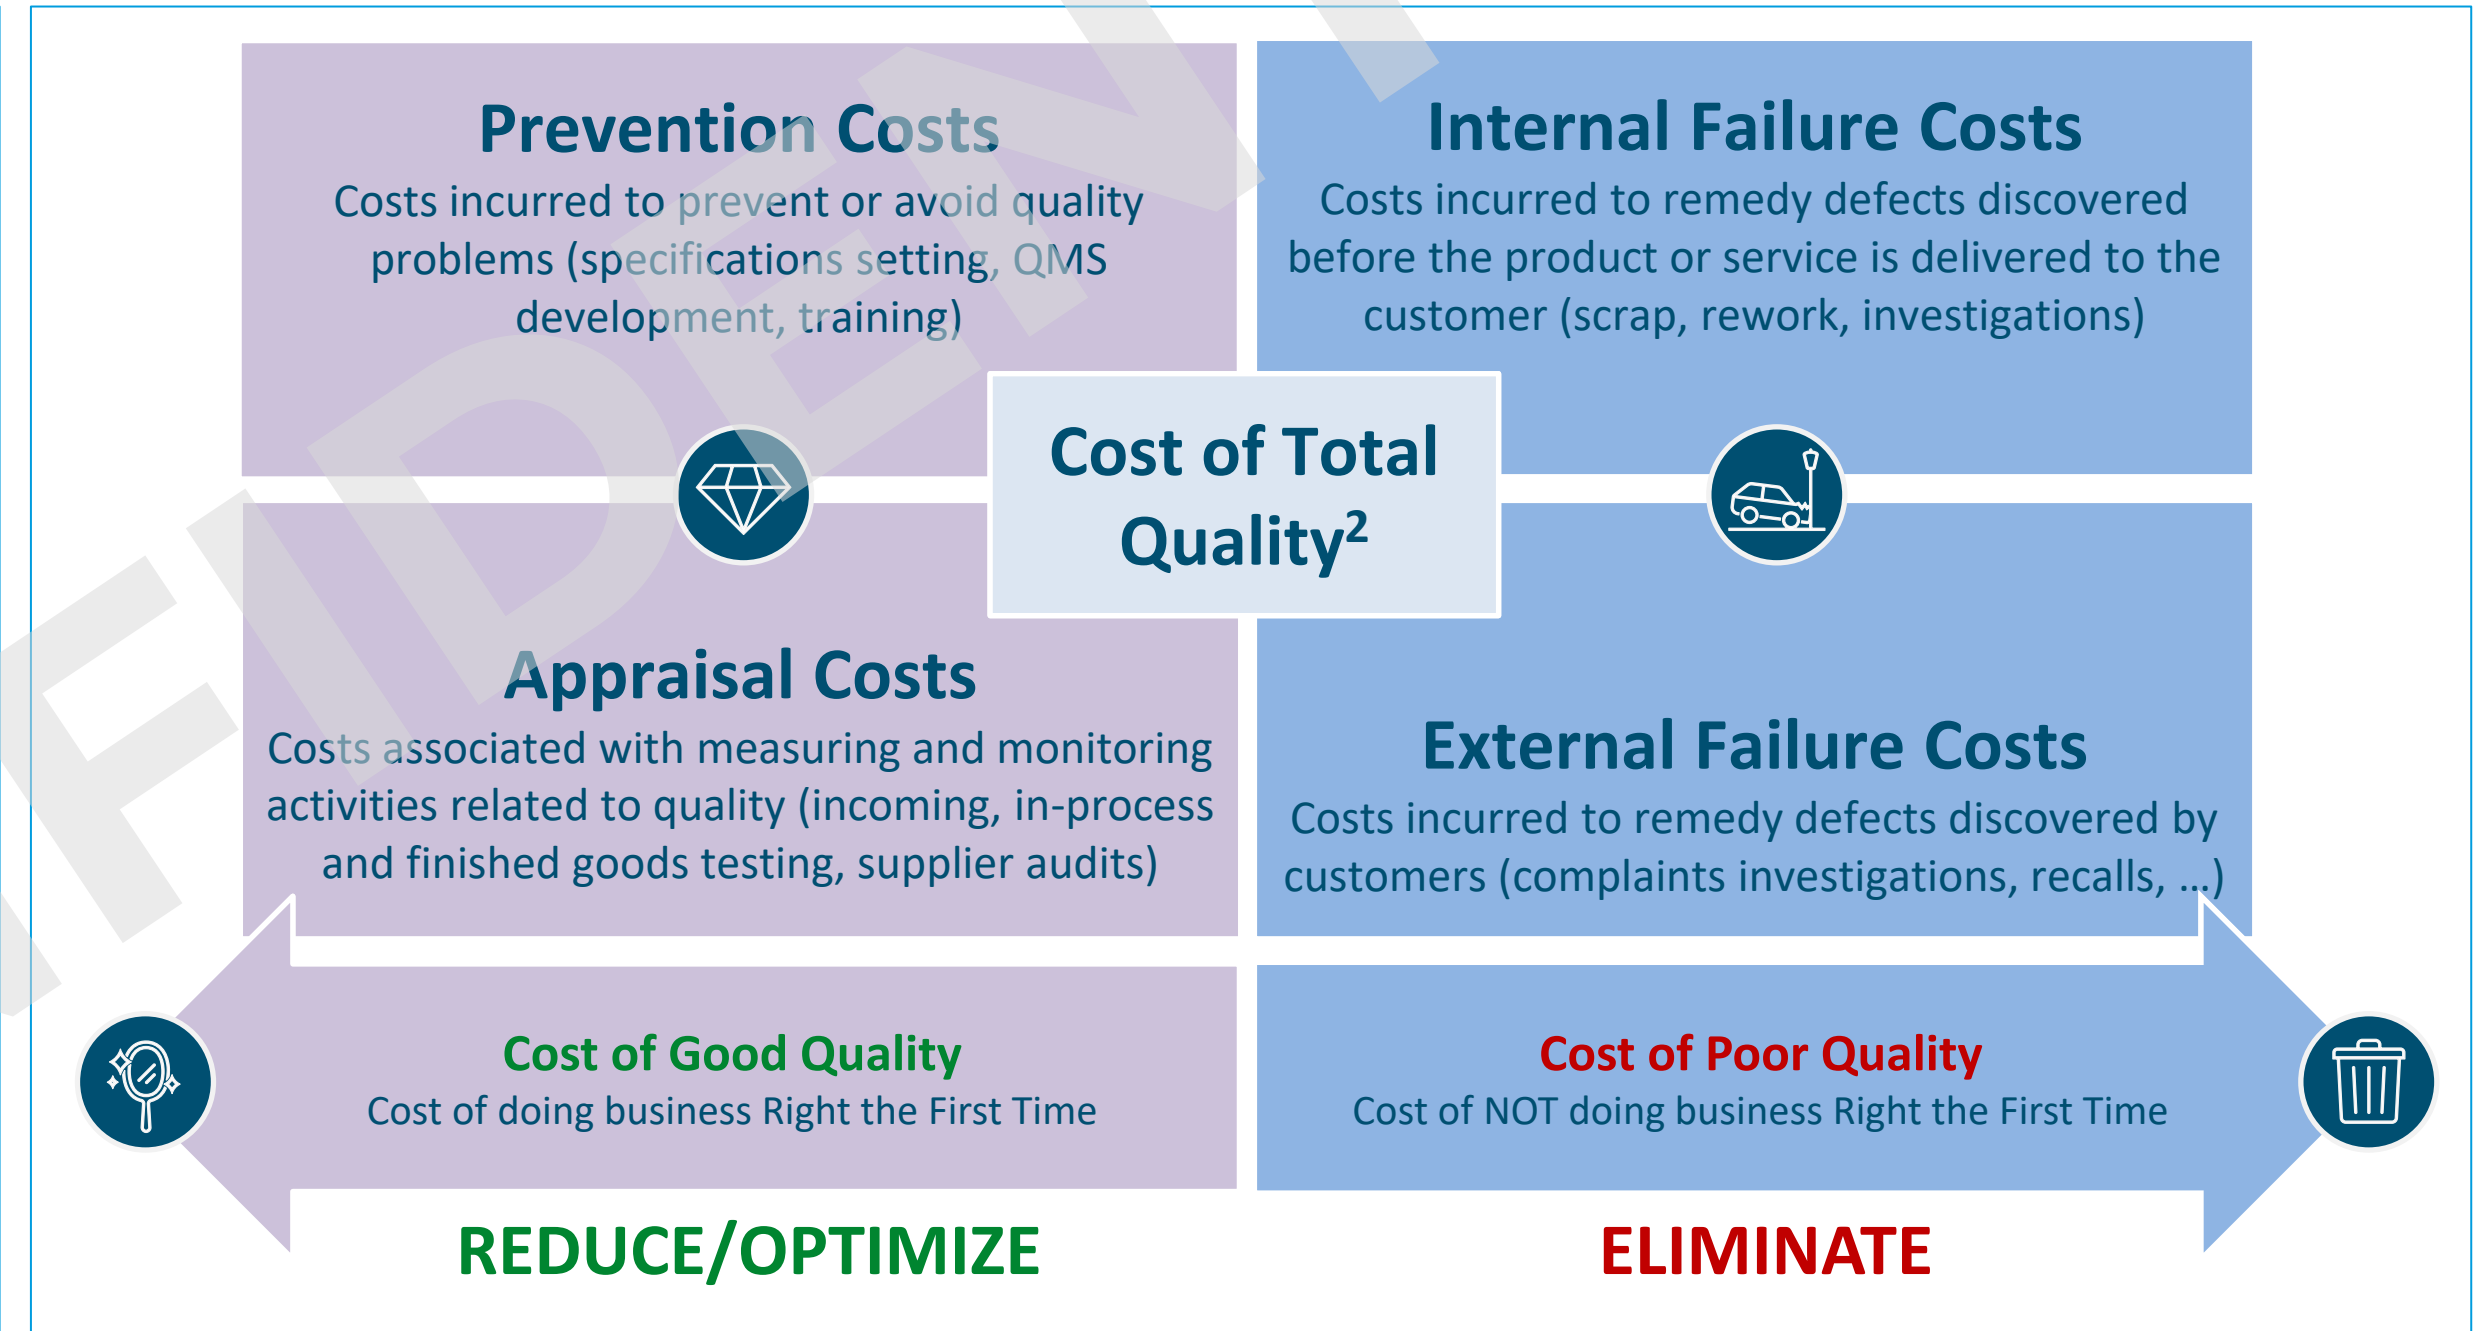 Prevention Costs
Costs incurred to prevent or avoid quality
problems (specifications setting, QMS
development, training)
Internal Failure Costs
Costs incurred to remedy defects discovered
before the product or service is delivered to the
customer (scrap, rework, investigations)
Cost of Total
Quality²
Appraisal Costs
Costs associated with measuring and monitoring
activities related to quality (incoming, in-process
and finished goods testing, supplier audits)
External Failure Costs
Costs incurred to remedy defects discovered by
customers (complaints investigations, recalls, ...)
Cost of Good Quality
Cost of doing business Right the First Time
Cost of Poor Quality
Cost of NOT doing business Right the First Time
REDUCE/OPTIMIZE
ELIMINATE